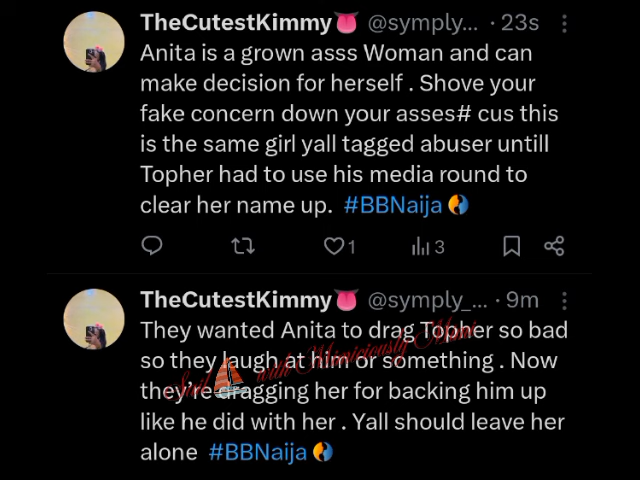 TheCutestKimmy👅 @symply... · 23s
Anita is a grown asss Woman and can
make decision for herself . Shove your
fake concern down your asses# cus this
is the same girl yall tagged abuser untill
Topher had to use his media round to
clear her name up. #BBNaija
1 3
TheCutestKimmy👅 @symply_... · 9m
They wanted Anita to drag Topher so bad
so they laugh at him or something . Now
they're dragging her for backing him up
like he did with her . Yall should leave her
alone #BBNaija
Sail with